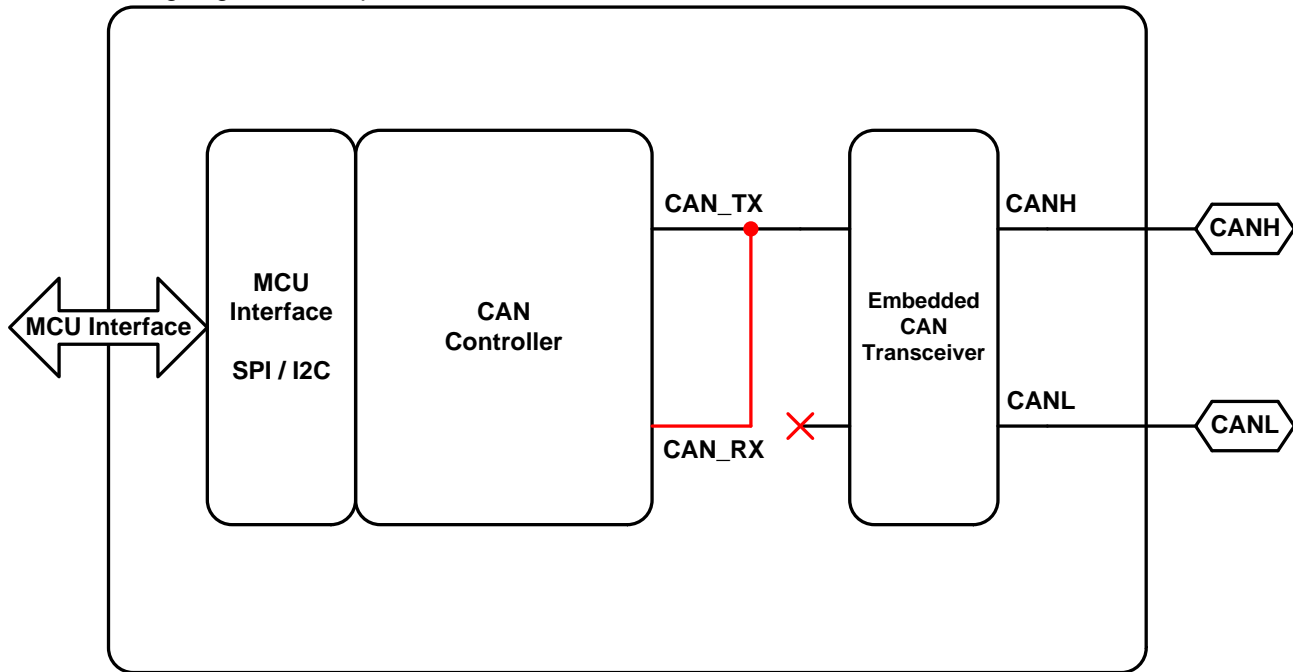 CAN_TX
CANH
CANH
MCU
Interface
SPI / I2C
CAN
Controller
Embedded
CAN
Transceiver
MCU Interface
CANL
CANL
CAN_RX